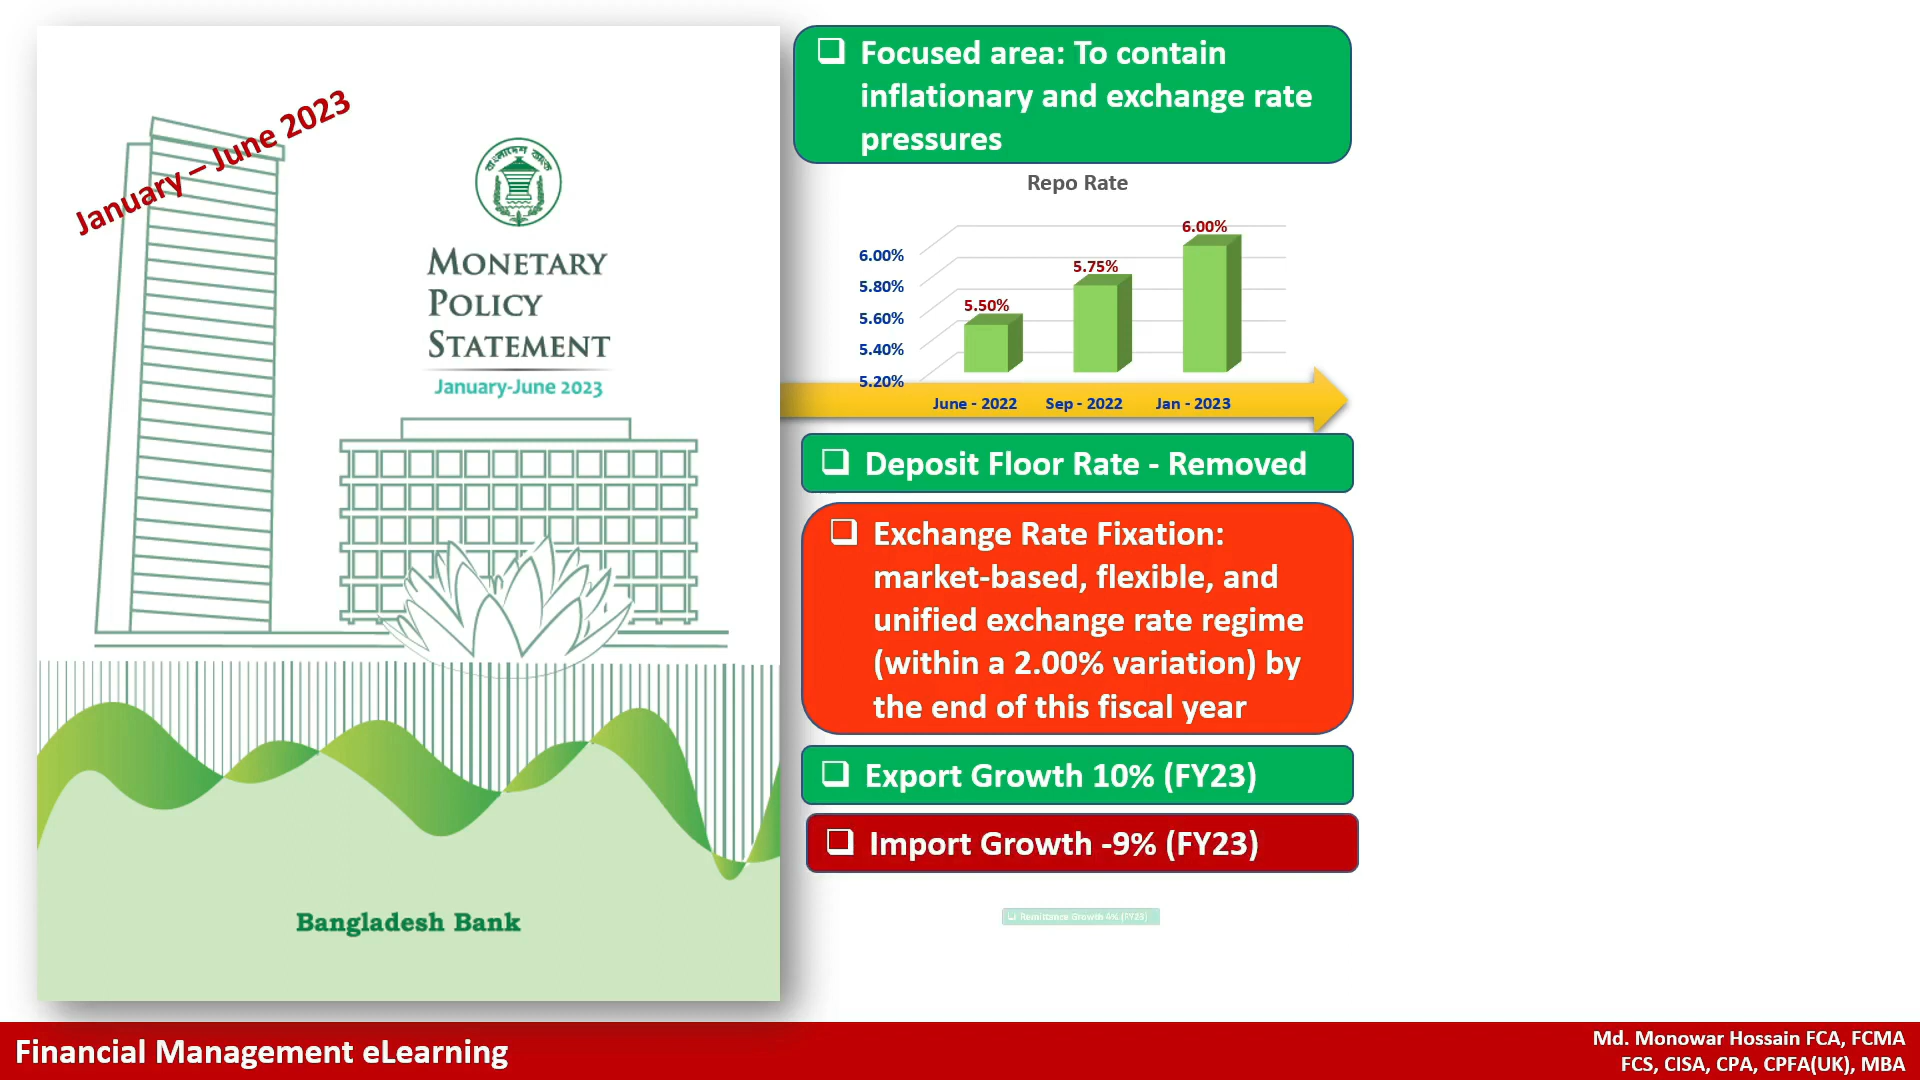 January – June 2023
বাংলাদেশ ব্যাংক
MONETARY
POLICY
STATEMENT
January-June 2023
Bangladesh Bank
❑ Focused area: To contain
inflationary and exchange rate
pressures
Repo Rate
6.00%
5.80%
5.60%
5.40%
5.20%
5.50%
5.75%
6.00%
June - 2022 Sep - 2022 Jan - 2023
❑ Deposit Floor Rate - Removed
❑ Exchange Rate Fixation:
market-based, flexible, and
unified exchange rate regime
(within a 2.00% variation) by
the end of this fiscal year
❑ Export Growth 10% (FY23)
❑ Import Growth -9% (FY23)
❑ Remittance Growth 4% (FY23)
Financial Management eLearning
Md. Monowar Hossain FCA, FCMA
FCS, CISA, CPA, CPFA(UK), MBA